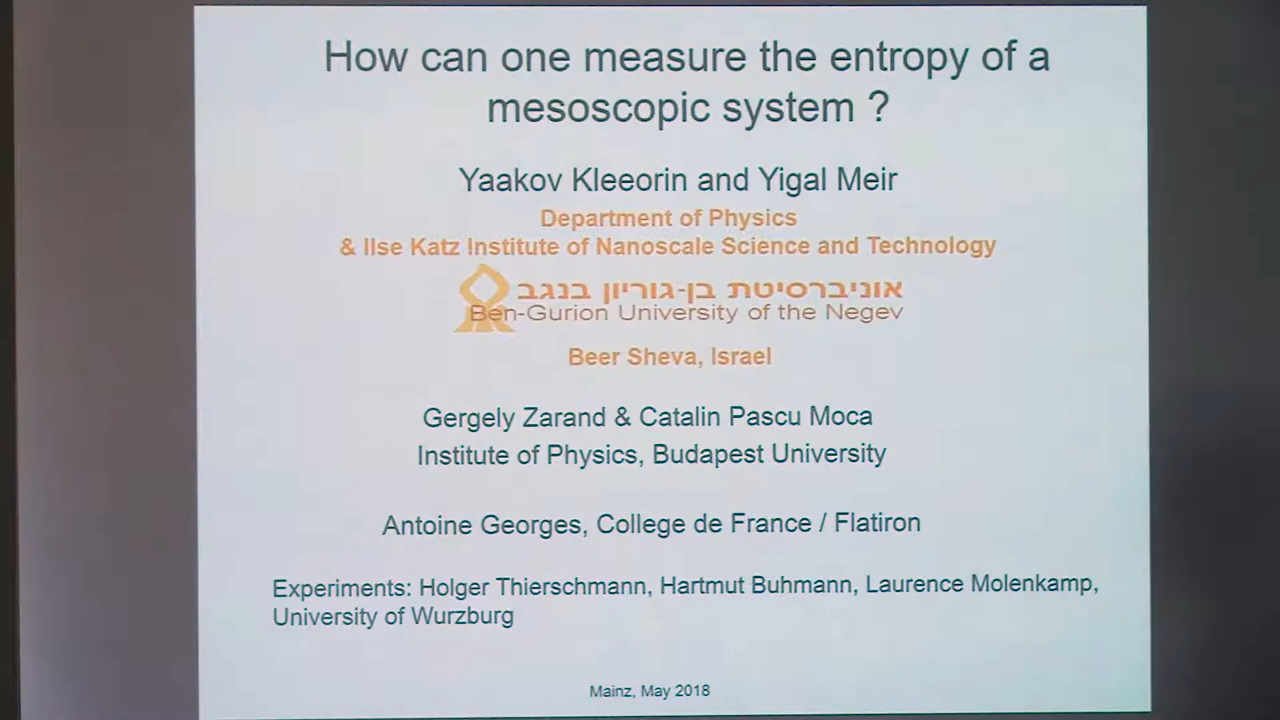 How can one measure the entropy of a
mesoscopic system ?
Yaakov Kleeorin and Yigal Meir
Department of Physics
& Ilse Katz Institute of Nanoscale Science and Technology
אוניברסיטת בן-גוריון בנגב
Ben-Gurion University of the Negev
Beer Sheva, Israel
Gergely Zarand & Catalin Pascu Moca
Institute of Physics, Budapest University
Antoine Georges, College de France / Flatiron
Experiments: Holger Thierschmann, Hartmut Buhmann, Laurence Molenkamp,
University of Wurzburg
Mainz, May 2018